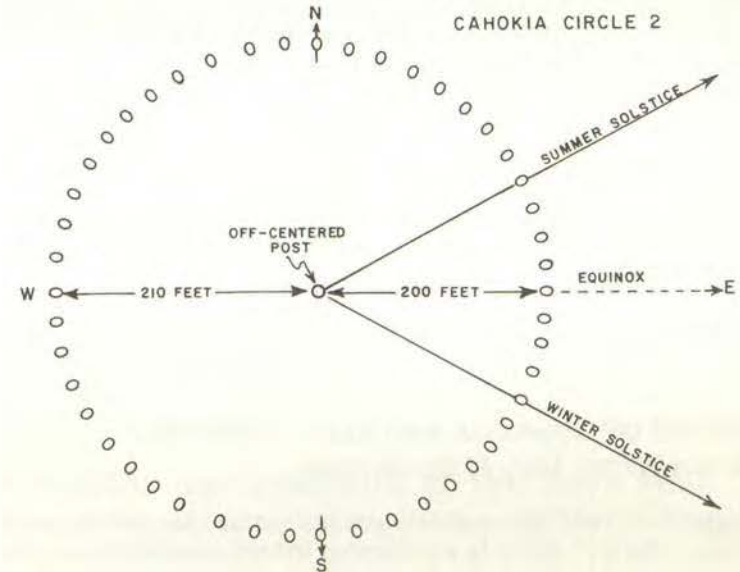 N
CAHOKIA CIRCLE 2
SUMMER SOLSTICE
OFF-CENTERED
POST
W
210 FEET
200 FEET
EQUINOX
E
WINTER SOLSTICE
S